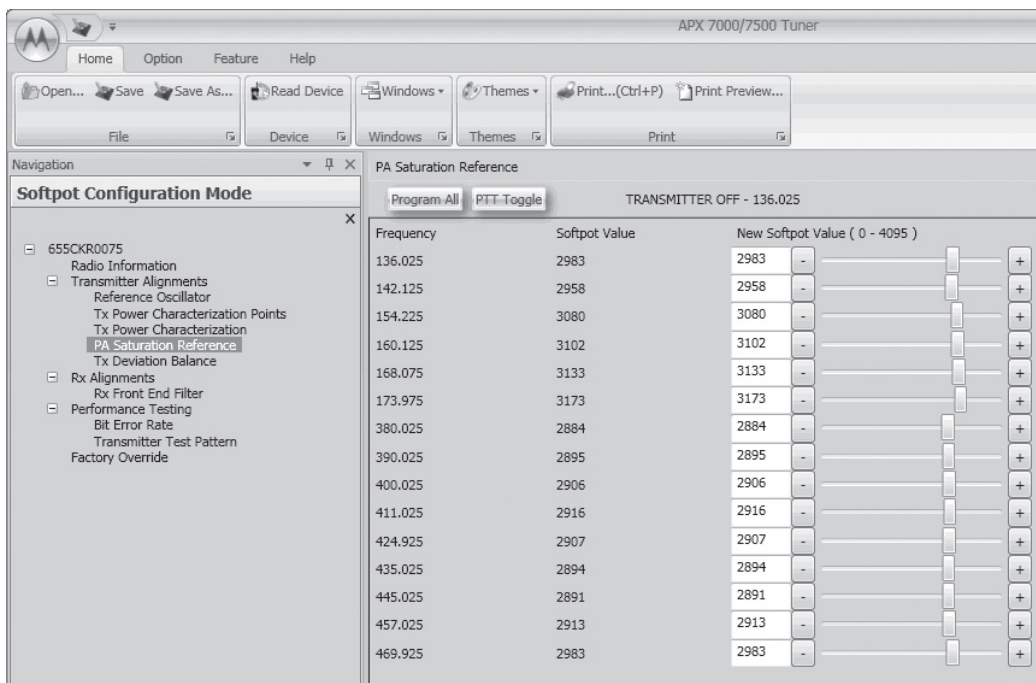 APX 7000/7500 Tuner
Home Option Feature Help
Open... Save Save As... Read Device Windows Themes Print...(Ctrl+P) Print Preview...
File Device Windows Themes Print
Navigation
Softpot Configuration Mode
655CKR0075
Radio Information
Transmitter Alignments
Reference Oscillator
Tx Power Characterization Points
Tx Power Characterization
PA Saturation Reference
Tx Deviation Balance
Rx Alignments
Rx Front End Filter
Performance Testing
Bit Error Rate
Transmitter Test Pattern
Factory Override
PA Saturation Reference
Program All PTT Toggle TRANSMITTER OFF - 136.025
Frequency Softpot Value New Softpot Value ( 0 - 4095 )
136.025 2983 2983 - +
142.125 2958 2958 - +
154.225 3080 3080 - +
160.125 3102 3102 - +
168.075 3133 3133 - +
173.975 3173 3173 - +
380.025 2884 2884 - +
390.025 2895 2895 - +
400.025 2906 2906 - +
411.025 2916 2916 - +
424.925 2907 2907 - +
435.025 2894 2894 - +
445.025 2891 2891 - +
457.025 2913 2913 - +
469.925 2983 2983 - +